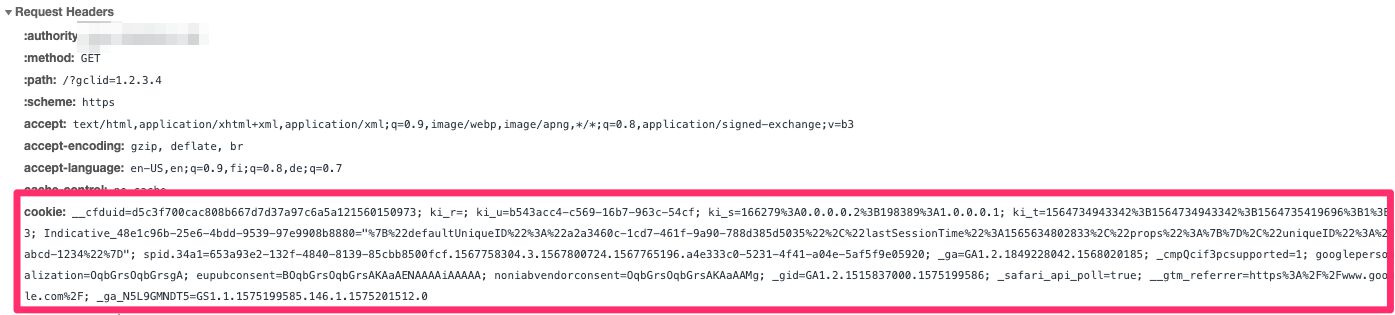 ▾ Request Headers
:authority
:method: GET
:path: /?gclid=1.2.3.4
:scheme: https
accept: text/html,application/xhtml+xml,application/xml;q=0.9,image/webp,image/apng,*/*;q=0.8,application/signed-exchange;v=b3
accept-encoding: gzip, deflate, br
accept-language: en-US,en;q=0.9,fi;q=0.8,de;q=0.7
cache-control: no-cache
cookie: __cfduid=d5c3f700cac808b667d7d37a97c6a5a121560150973; ki_r=; ki_u=b543acc4-c569-16b7-963c-54cf; ki_s=166279%3A0.0.0.0.2%3B198389%3A1.0.0.0.1; ki_t=1564734943342%3B1564734943342%3B1564735419696%3B1%3B
3; Indicative_48e1c96b-25e6-4bdd-9539-97e9908b8880="%7B%22defaultUniqueID%22%3A%22a2a3460c-1cd7-461f-9a90-788d385d5035%22%2C%22lastSessionTime%22%3A1565634802833%2C%22props%22%3A%7B%7D%2C%22uniqueID%22%3A%2
abcd-1234%22%7D"; spid.34a1=653a93e2-132f-4840-8139-85cbb8500fcf.1567758304.3.1567800724.1567765196.a4e333c0-5231-4f41-a04e-5af5f9e05920; _ga=GA1.2.1849228042.1568020185; _cmpQcif3pcsupported=1; googleperso
alization=OqbGrsOqbGrsgA; eupubconsent=BOqbGrsOqbGrsAKAaAENAAAAiAAAAA; noniabvendorconsent=OqbGrsOqbGrsAKAaAAMg; _gid=GA1.2.1515837000.1575199586; _safari_api_poll=true; __gtm_referrer=https%3A%2F%2Fwww.goo
le.com%2F; _ga_N5L9GMNDT5=GS1.1.1575199585.146.1.1575201512.0